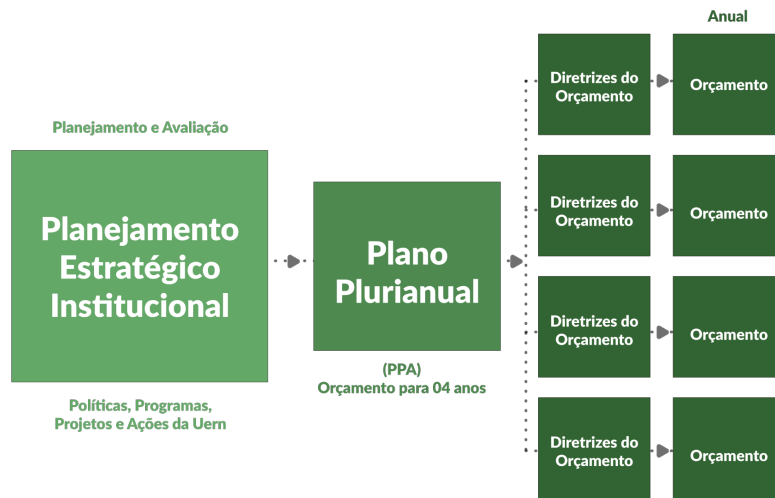 Planejamento e Avaliação
Planejamento
Estratégico
Institucional
Políticas, Programas,
Projetos e Ações da Uern
Plano
Plurianual
(PPA)
Orçamento para 04 anos
Anual
Diretrizes do
Orçamento
Orçamento
Diretrizes do
Orçamento
Orçamento
Diretrizes do
Orçamento
Orçamento
Diretrizes do
Orçamento
Orçamento